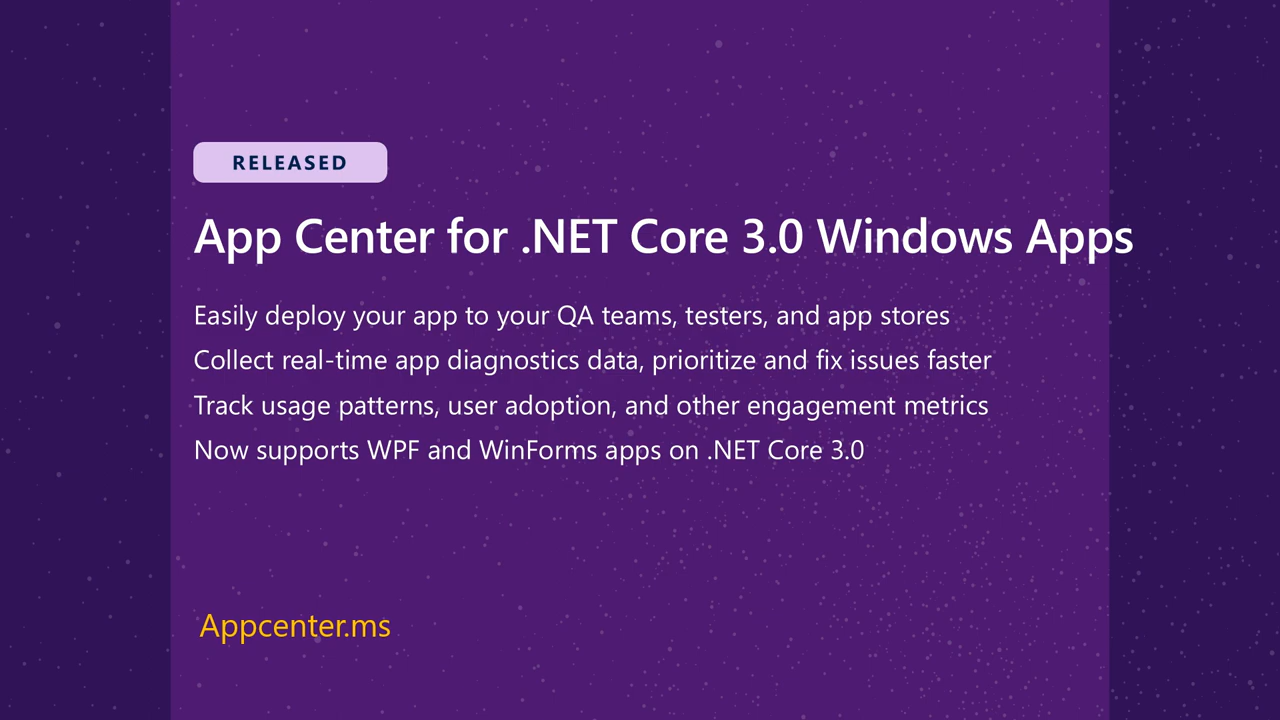 RELEASED
App Center for .NET Core 3.0 Windows Apps
Easily deploy your app to your QA teams, testers, and app stores
Collect real-time app diagnostics data, prioritize and fix issues faster
Track usage patterns, user adoption, and other engagement metrics
Now supports WPF and WinForms apps on .NET Core 3.0
Appcenter.ms